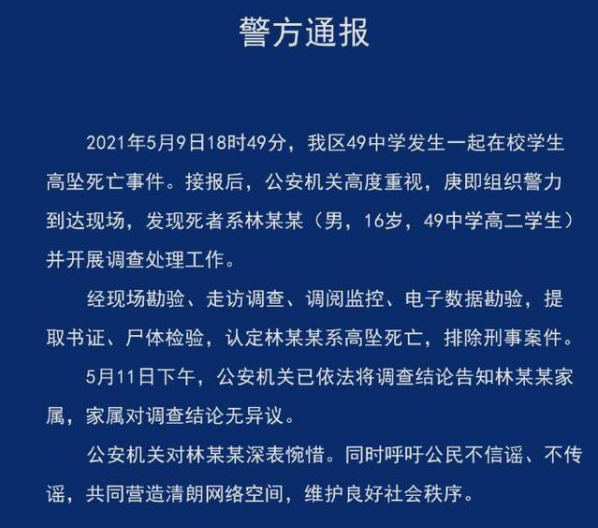 警方通报
2021年5月9日18时49分，我区49中学发生一起在校学生
高坠死亡事件。接报后，公安机关高度重视，庚即组织警力
到达现场，发现死者系林某某（男，16岁，49中学高二学生）
并开展调查处理工作。
经现场勘验、走访调查、调阅监控、电子数据勘验，提
取书证、尸体检验，认定林某某系高坠死亡，排除刑事案件。
5月11日下午，公安机关已依法将调查结论告知林某某家
属，家属对调查结论无异议。
公安机关对林某某深表惋惜。同时呼吁公民不信谣、不传
谣，共同营造清朗网络空间，维护良好社会秩序。